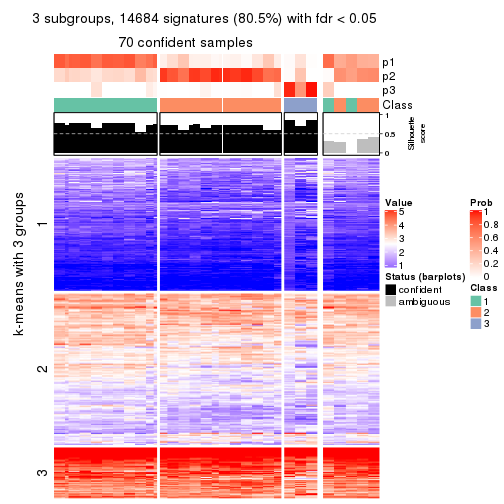 3 subgroups, 14684 signatures (80.5%) with fdr < 0.05
70 confident samples
p1
p2
p3
Class
1
0.5
0
Silhouette
score
k-means with 3 groups
1
2
3
Value
5
4
3
2
1
Status (barplots)
confident
ambiguous
Prob
1
0.8
0.6
0.4
0.2
0
Class
1
2
3